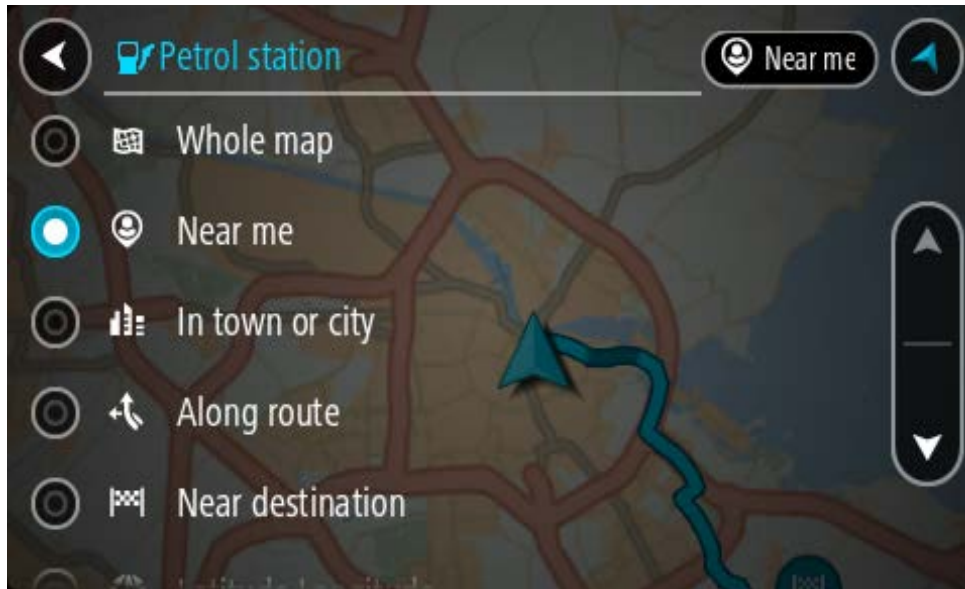 Petrol station
Near me
Whole map
Near me
In town or city
Along route
Near destination